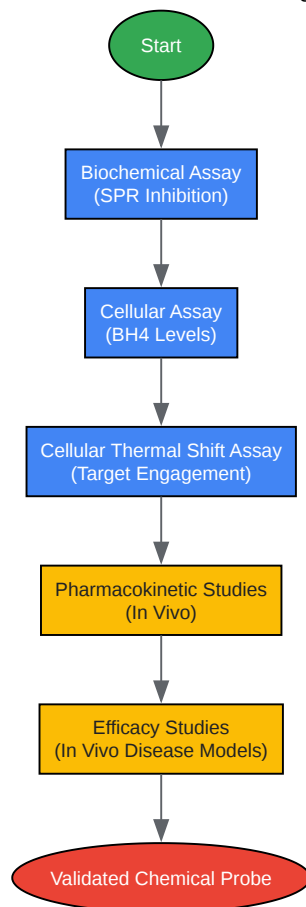 Start
Biochemical Assay
(SPR Inhibition)
Cellular Assay
(BH4 Levels)
Cellular Thermal Shift Assay
(Target Engagement)
Pharmacokinetic Studies
(In Vivo)
Efficacy Studies
(In Vivo Disease Models)
Validated Chemical Probe